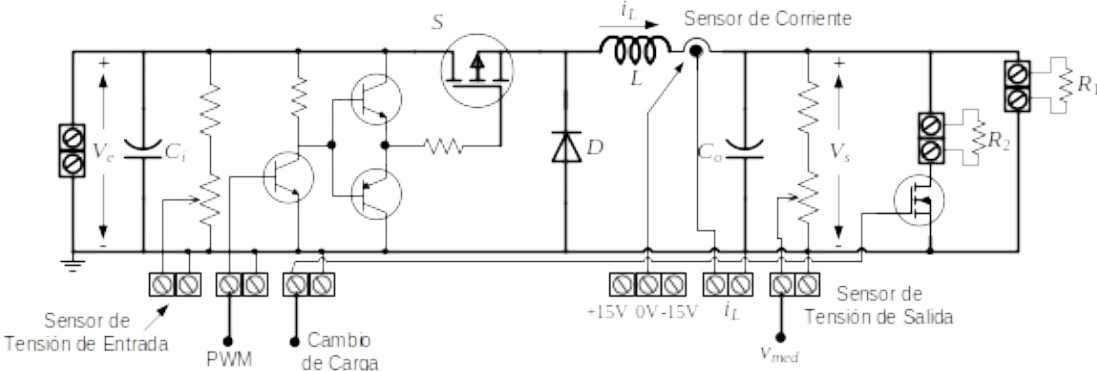 S
i_L
Sensor de Corriente
L
+
V_e
-
C_i
D
C_o
+
V_s
-
R_2
R_1
Sensor de
Tensión de Entrada
PWM
Cambio
de Carga
+15V 0V -15V
i_L
v_med
Sensor de
Tensión de Salida